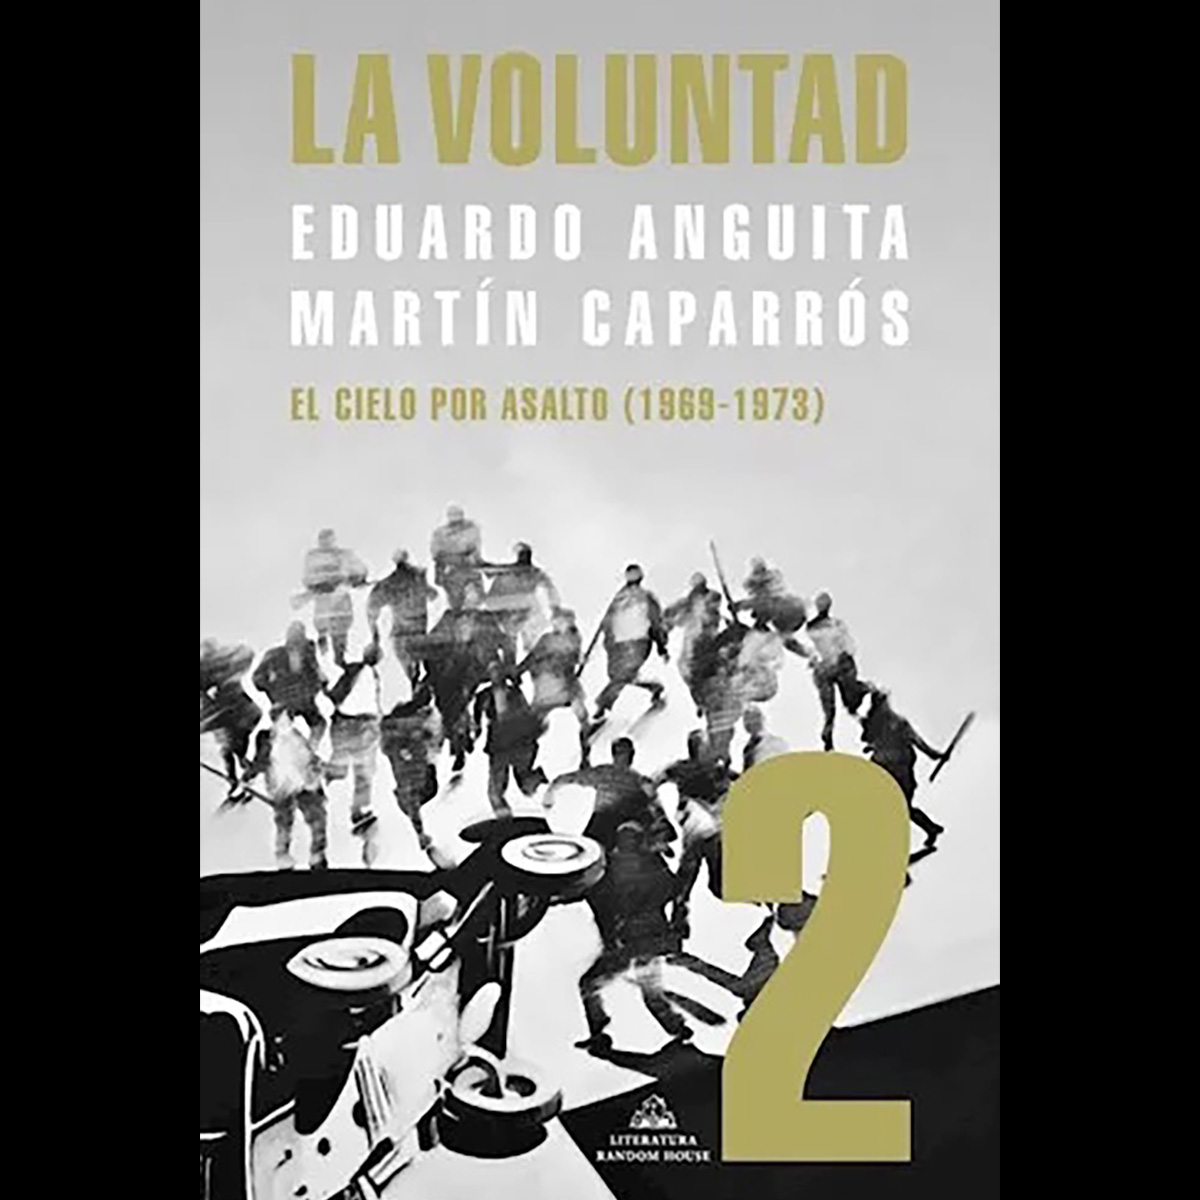 LA VOLUNTAD
EDUARDO ANGUITA
MARTÍN CAPARRÓS
EL CIELO POR ASALTO (1969-1973)
2
LITERATURA
RANDOM HOUSE